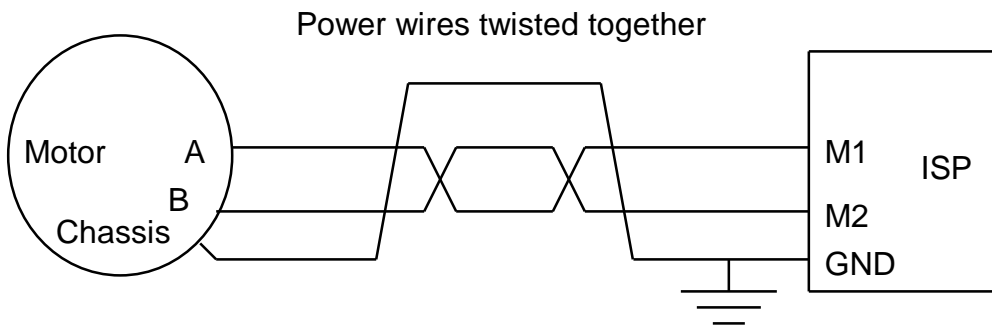 Power wires twisted together
Motor A
B
Chassis
M1
ISP
M2
GND